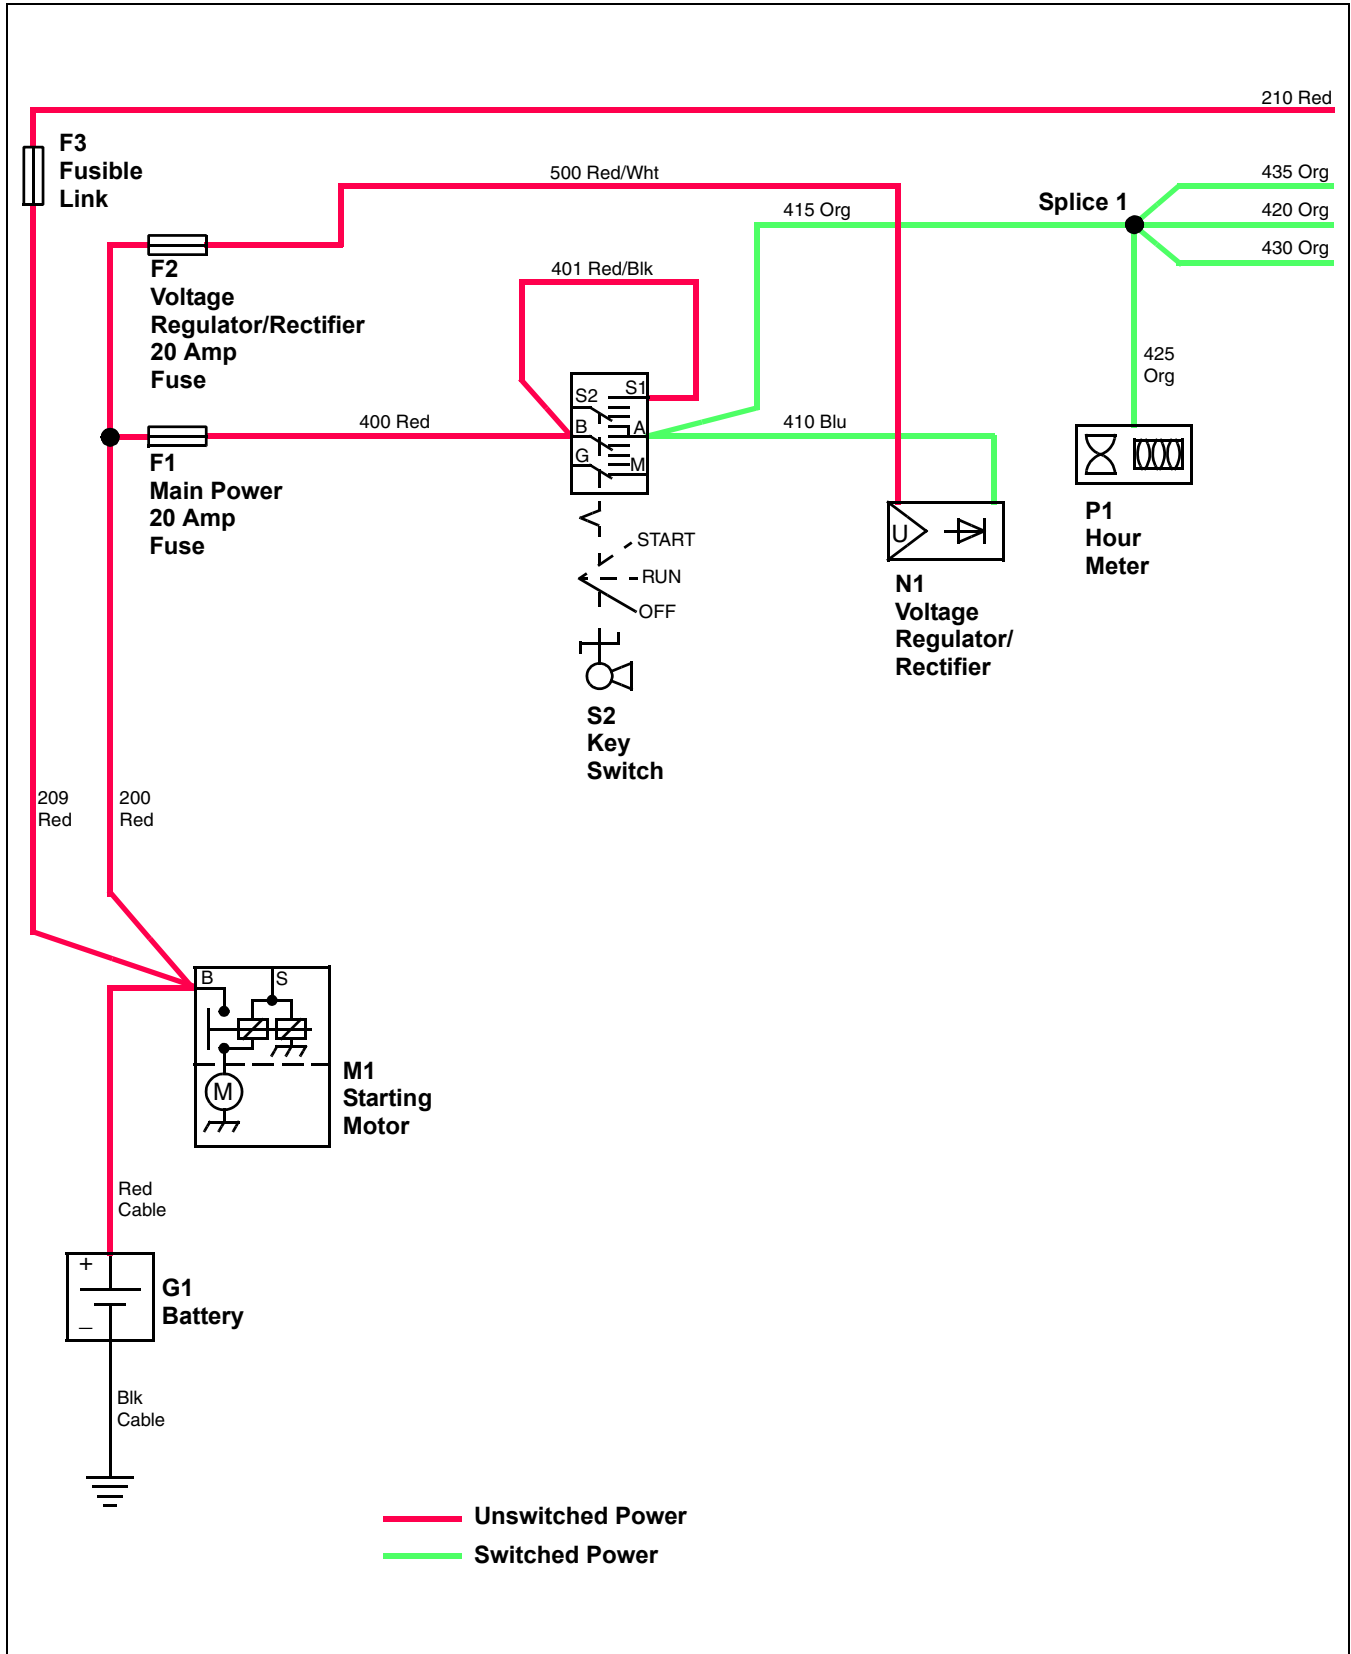 210 Red
F3
Fusible
Link
500 Red/Wht
435 Org
Splice 1
415 Org
420 Org
430 Org
F2
Voltage
Regulator/Rectifier
20 Amp
Fuse
401 Red/Blk
425
Org
S2 S1
B A
G M
400 Red
410 Blu
F1
Main Power
20 Amp
Fuse
START
RUN
OFF
U
P1
Hour
Meter
N1
Voltage
Regulator/
Rectifier
S2
Key
Switch
209
Red
200
Red
B S
M
M1
Starting
Motor
Red
Cable
+
–
G1
Battery
Blk
Cable
Unswitched Power
Switched Power